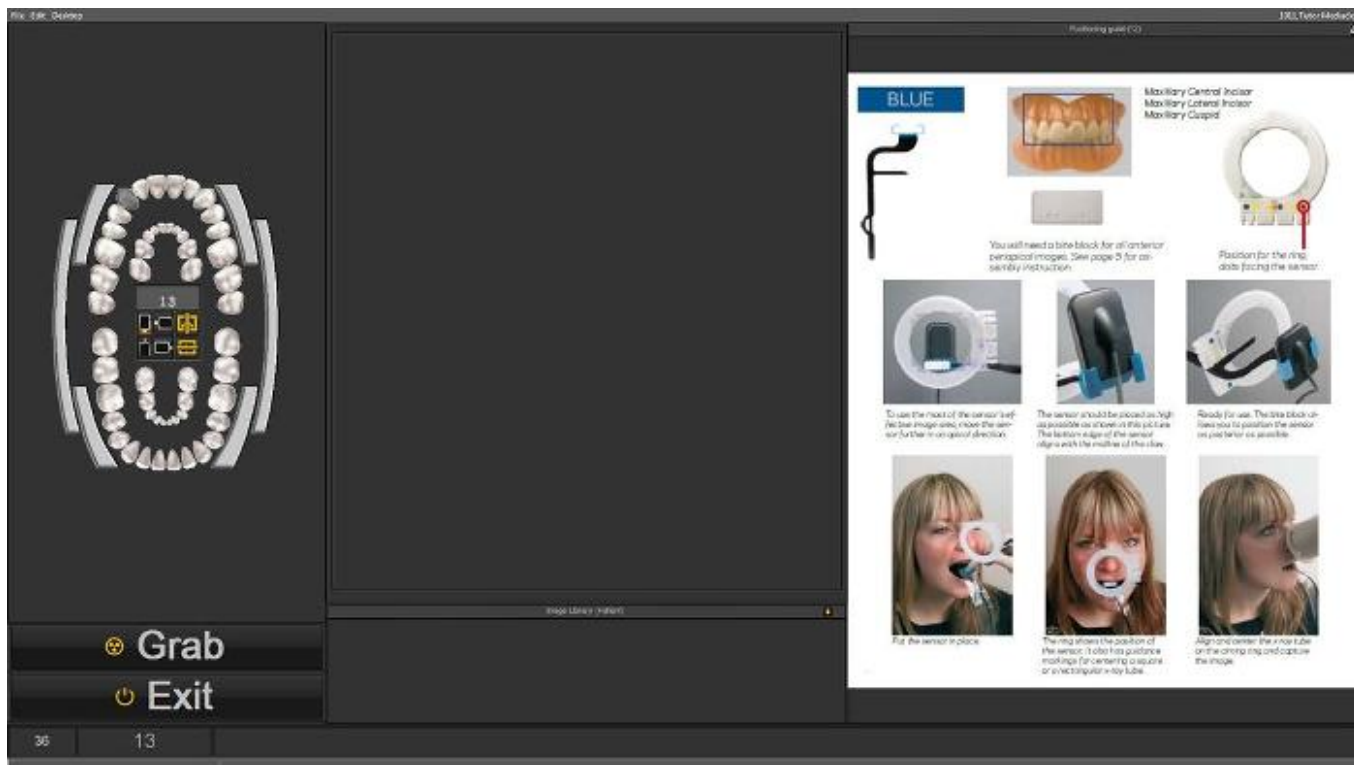 File Edit Desktop
Positioning guide (12)
BLUE
Maxillary Central Incisor
Maxillary Lateral Incisor
Maxillary Cuspid
You will need a bite block for all anterior
periapical images. See page 9 for as-
sembly instruction.
Position for the ring,
dots facing the sensor.
13
To use the most of the sensor's ef-
fective image area, move the sen-
sor further in an apical direction.
The sensor should be placed as high
as possible as shown in this picture.
The bottom edge of the sensor
aligns with the midline of the claw.
Ready for use. The bite block al-
lows you to position the sensor
as posterior as possible.
Image Library (Patient)
Put the sensor in place.
The ring shows the position of
the sensor. It also has guidance
markings for centering a square
or a rectangular x-ray tube.
Align and center the x-ray tube
on the aiming ring and capture
the image.
Grab
Exit
36
13